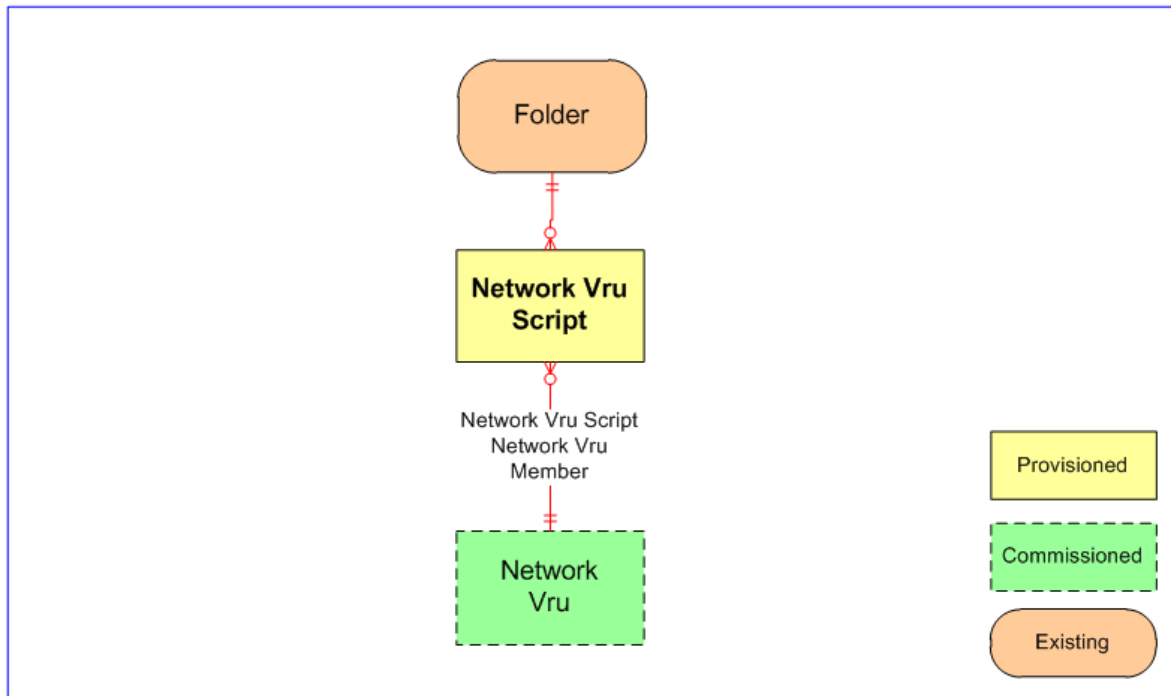 Folder
Network Vru
Script
Network Vru Script
Network Vru
Member
Network
Vru
Provisioned
Commissioned
Existing